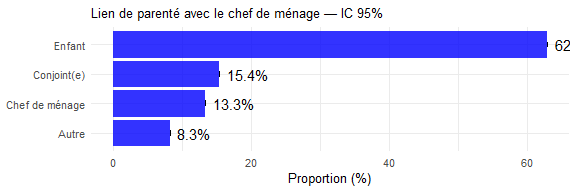 Lien de parenté avec le chef de ménage — IC 95%
Enfant
62
Conjoint(e)
15.4%
Chef de ménage
13.3%
Autre
8.3%
0
20
40
60
Proportion (%)